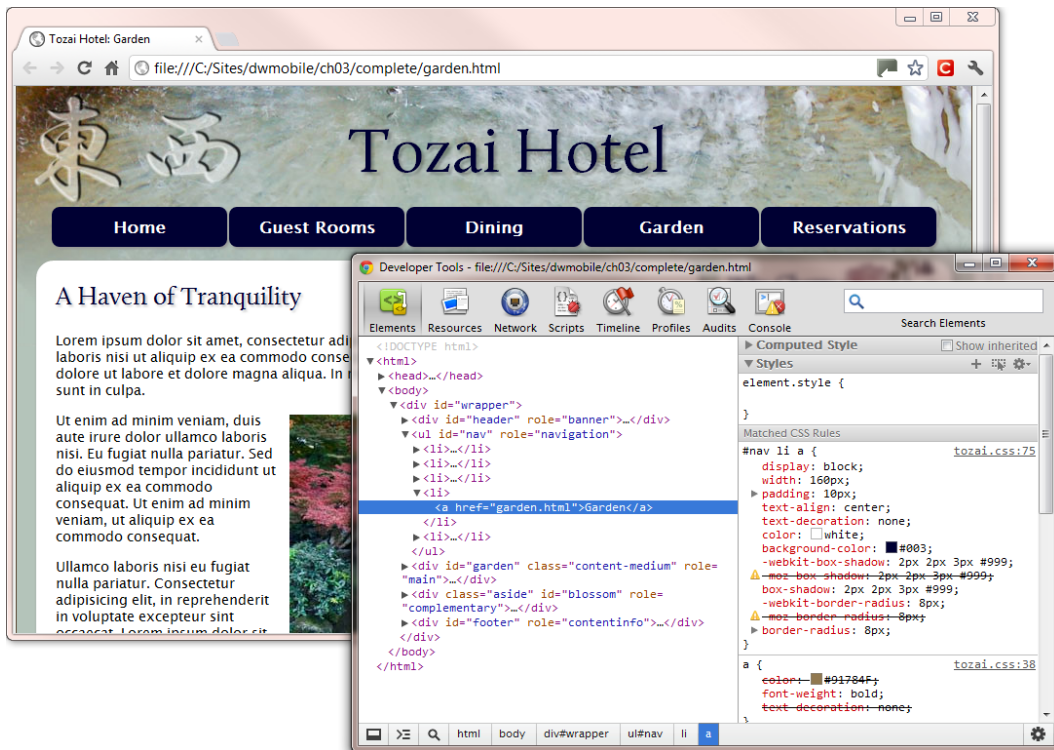 Tozai Hotel: Garden
file:///C:/Sites/dwmobile/ch03/complete/garden.html
東西
Tozai Hotel
Home Guest Rooms Dining Garden Reservations
A Haven of Tranquility
Lorem ipsum dolor sit amet, consectetur adi
laboris nisi ut aliquip ex ea commodo conse
dolore ut labore et dolore magna aliqua. In
sunt in culpa.
Ut enim ad minim veniam, duis
aute irure dolor ullamco laboris
nisi. Eu fugiat nulla pariatur. Sed
do eiusmod tempor incididunt ut
aliquip ex ea commodo
consequat. Ut enim ad minim
veniam, ut aliquip ex ea
commodo consequat.
Ullamco laboris nisi eu fugiat
nulla pariatur. Consectetur
adipisicing elit, in reprehenderit
in voluptate excepteur sint
occaecat. Lorem ipsum dolor sit
Developer Tools - file:///C:/Sites/dwmobile/ch03/complete/garden.html
Elements Resources Network Scripts Timeline Profiles Audits Console
Search Elements
<!DOCTYPE html>
<html>
<head>…</head>
<body>
<div id="wrapper">
<div id="header" role="banner">…</div>
<ul id="nav" role="navigation">
<li>…</li>
<li>…</li>
<li>…</li>
<li>
<a href="garden.html">Garden</a>
</li>
<li>…</li>
</ul>
<div id="garden" class="content-medium" role=
"main">…</div>
<div class="aside" id="blossom" role=
"complementary">…</div>
<div id="footer" role="contentinfo">…</div>
</div>
</body>
</html>
Computed Style Show inherited
Styles
element.style {
}
Matched CSS Rules
#nav li a { tozai.css:75
display: block;
width: 160px;
padding: 10px;
text-align: center;
text-decoration: none;
color: white;
background-color: #003;
-webkit-box-shadow: 2px 2px 3px #999;
-moz-box-shadow: 2px 2px 3px #999;
box-shadow: 2px 2px 3px #999;
-webkit-border-radius: 8px;
-moz-border-radius: 8px;
border-radius: 8px;
}
a { tozai.css:38
color: #91784F;
font-weight: bold;
text-decoration: none;
}
html body div#wrapper ul#nav li a